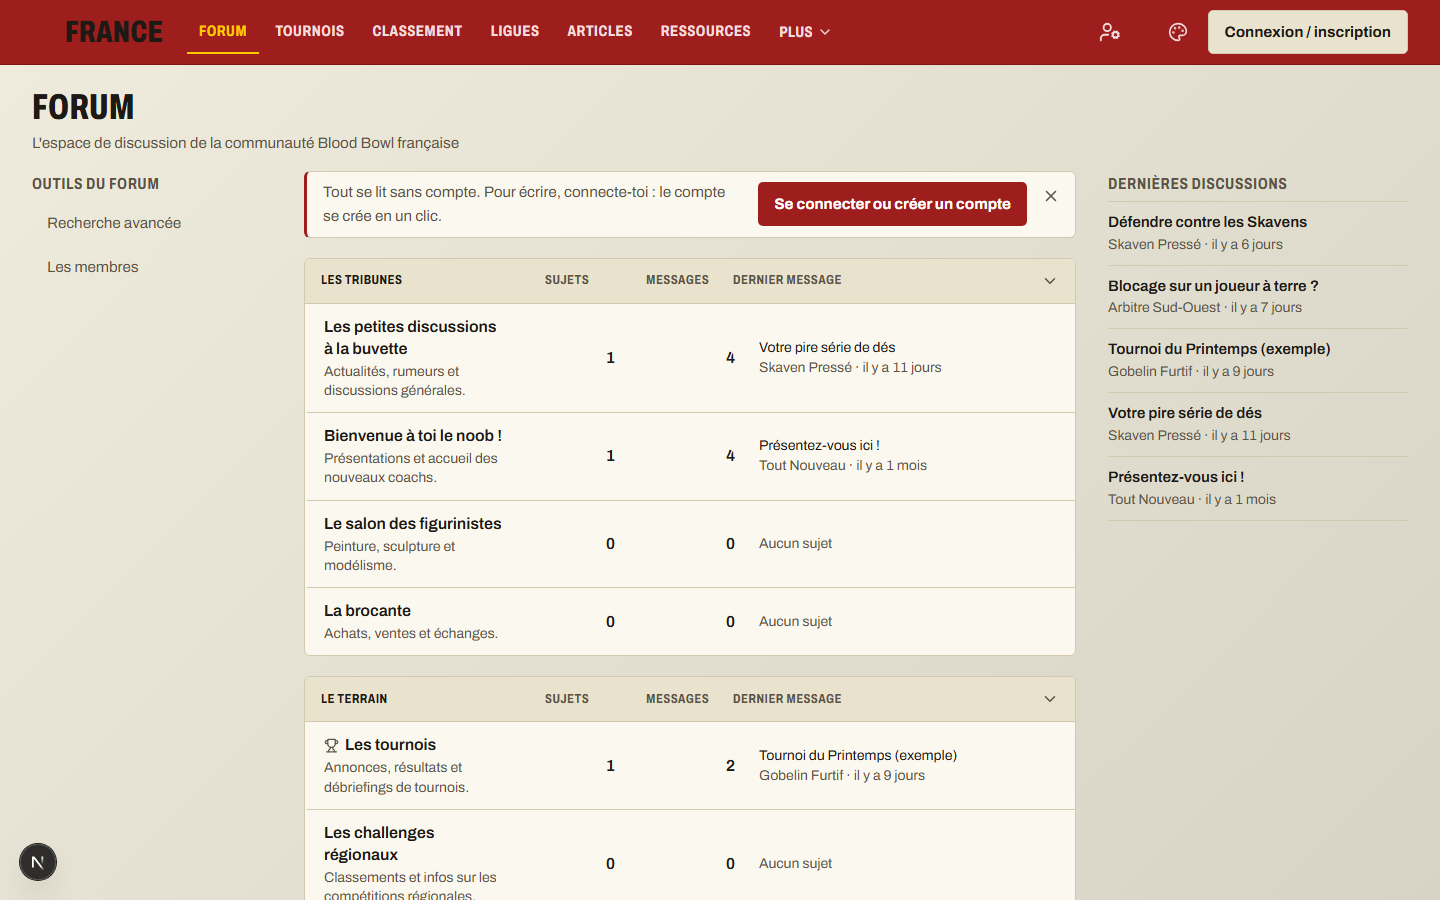 FRANCE
FORUM
TOURNOIS
CLASSEMENT
LIGUES
ARTICLES
RESSOURCES
PLUS
Connexion / inscription
FORUM
L'espace de discussion de la communauté Blood Bowl française
OUTILS DU FORUM
Recherche avancée
Les membres
Tout se lit sans compte. Pour écrire, connecte-toi : le compte
se crée en un clic.
Se connecter ou créer un compte
LES TRIBUNES
SUJETS
MESSAGES
DERNIER MESSAGE
Les petites discussions
à la buvette
Actualités, rumeurs et
discussions générales.
1
4
Votre pire série de dés
Skaven Pressé · il y a 11 jours
Bienvenue à toi le noob !
Présentations et accueil des
nouveaux coachs.
1
4
Présentez-vous ici !
Tout Nouveau · il y a 1 mois
Le salon des figurinistes
Peinture, sculpture et
modélisme.
0
0
Aucun sujet
La brocante
Achats, ventes et échanges.
0
0
Aucun sujet
LE TERRAIN
SUJETS
MESSAGES
DERNIER MESSAGE
Les tournois
Annonces, résultats et
débriefings de tournois.
1
2
Tournoi du Printemps (exemple)
Gobelin Furtif · il y a 9 jours
Les challenges
régionaux
Classements et infos sur les
compétitions régionales.
0
0
Aucun sujet
DERNIÈRES DISCUSSIONS
Défendre contre les Skavens
Skaven Pressé · il y a 6 jours
Blocage sur un joueur à terre ?
Arbitre Sud-Ouest · il y a 7 jours
Tournoi du Printemps (exemple)
Gobelin Furtif · il y a 9 jours
Votre pire série de dés
Skaven Pressé · il y a 11 jours
Présentez-vous ici !
Tout Nouveau · il y a 1 mois
N